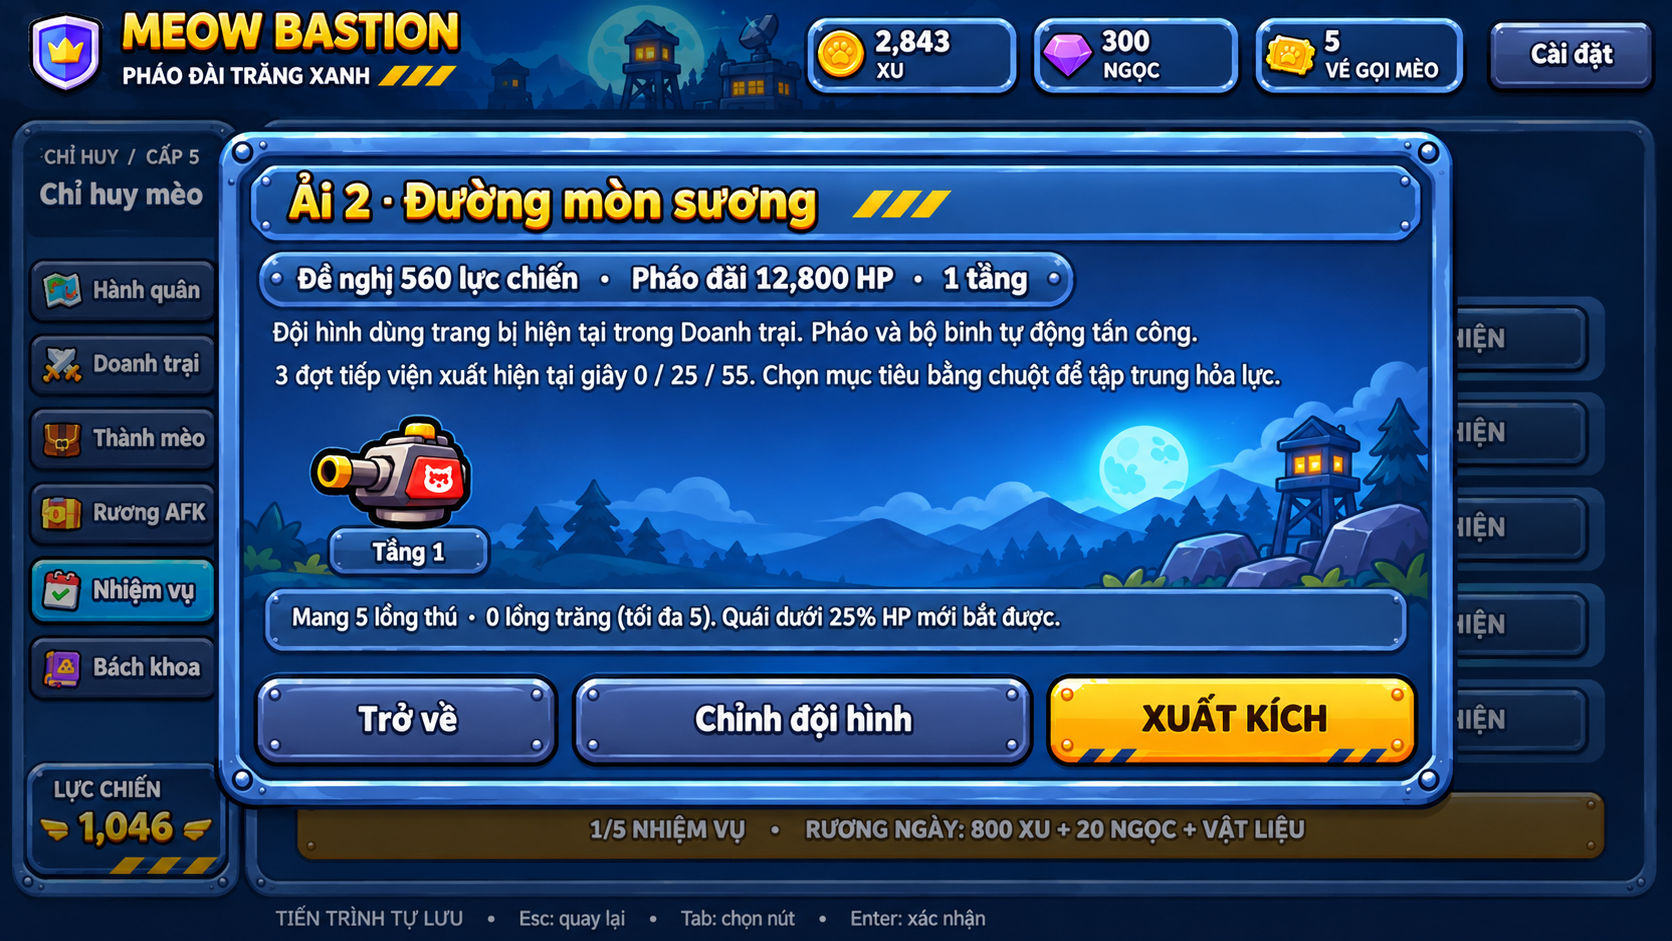 MEOW BASTION
PHÁO ĐÀI TRĂNG XANH
2,843
XU
300
NGỌC
5
VÉ GỌI MÈO
Cài đặt
CHỈ HUY / CẤP 5
Chỉ huy mèo
Hành quân
Doanh trại
Thành mèo
Rương AFK
Nhiệm vụ
Bách khoa
LỰC CHIẾN
1,046
Ải 2 · Đường mòn sương
Đề nghị 560 lực chiến • Pháo đãi 12,800 HP • 1 tầng
Đội hình dùng trang bị hiện tại trong Doanh trại. Pháo và bộ binh tự động tấn công.
3 đợt tiếp viện xuất hiện tại giây 0 / 25 / 55. Chọn mục tiêu bằng chuột để tập trung hỏa lực.
Tầng 1
Mang 5 lồng thú • 0 lồng trăng (tối đa 5). Quái dưới 25% HP mới bắt được.
Trở về
Chỉnh đội hình
XUẤT KÍCH
HIỆN
HIỆN
HIỆN
HIỆN
HIỆN
1/5 NHIỆM VỤ • RƯƠNG NGÀY: 800 XU + 20 NGỌC + VẬT LIỆU
TIẾN TRÌNH TỰ LƯU • Esc: quay lại • Tab: chọn nút • Enter: xác nhận